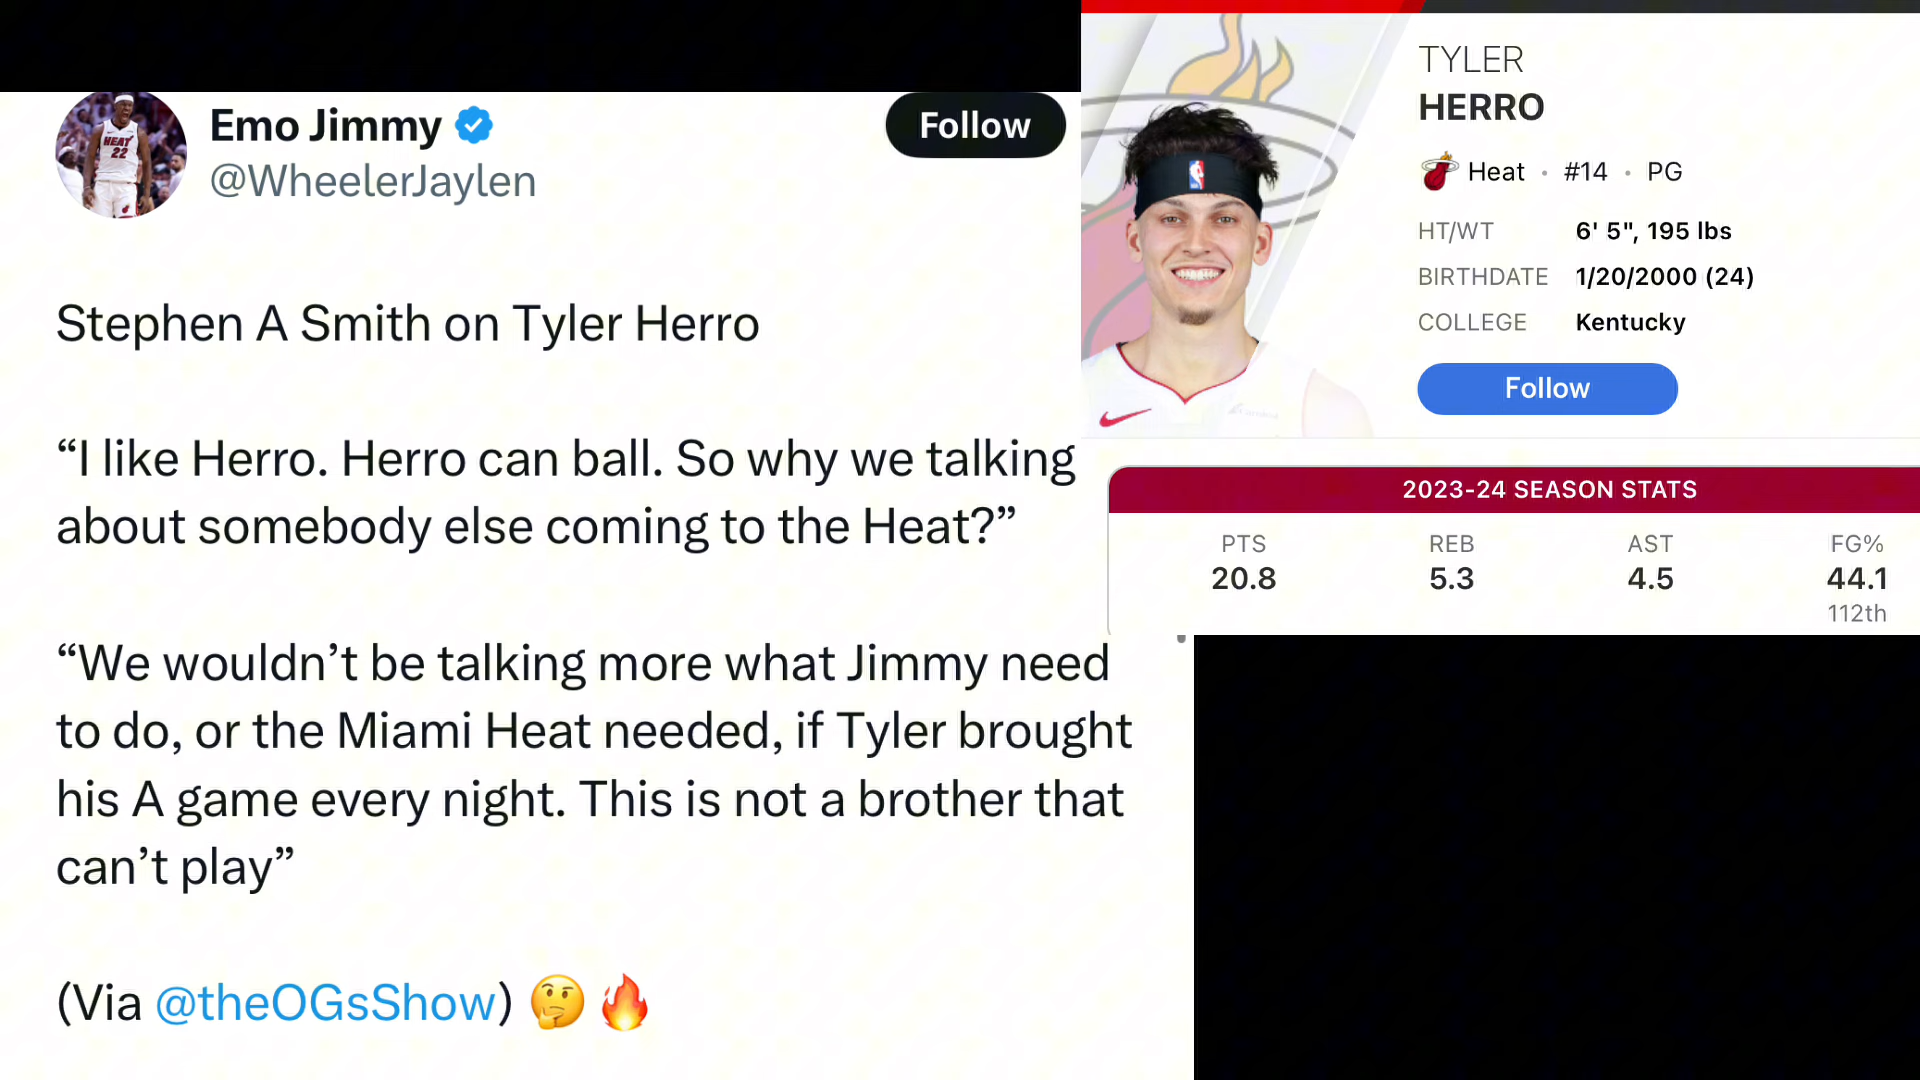 Emo Jimmy
@WheelerJaylen
Follow
Stephen A Smith on Tyler Herro
“I like Herro. Herro can ball. So why we talking
about somebody else coming to the Heat?”
“We wouldn’t be talking more what Jimmy need
to do, or the Miami Heat needed, if Tyler brought
his A game every night. This is not a brother that
can’t play”
(Via @theOGsShow) 🤔 🔥
TYLER
HERRO
Heat • #14 • PG
HT/WT 6' 5", 195 lbs
BIRTHDATE 1/20/2000 (24)
COLLEGE Kentucky
Follow
2023-24 SEASON STATS
PTS REB AST FG%
20.8 5.3 4.5 44.1
112th
HEAT
22